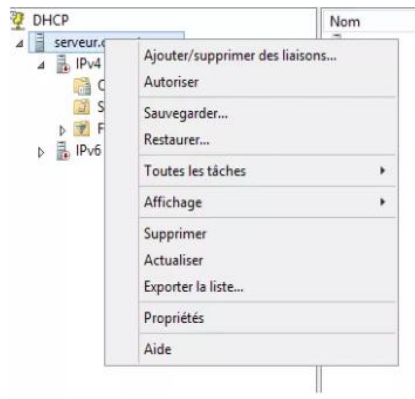 DHCP
Nom
serveur.
IPv4
Ajouter/supprimer des liaisons...
Autoriser
Sauvegarder...
Restaurer...
IPv6
Toutes les tâches
Affichage
Supprimer
Actualiser
Exporter la liste...
Propriétés
Aide